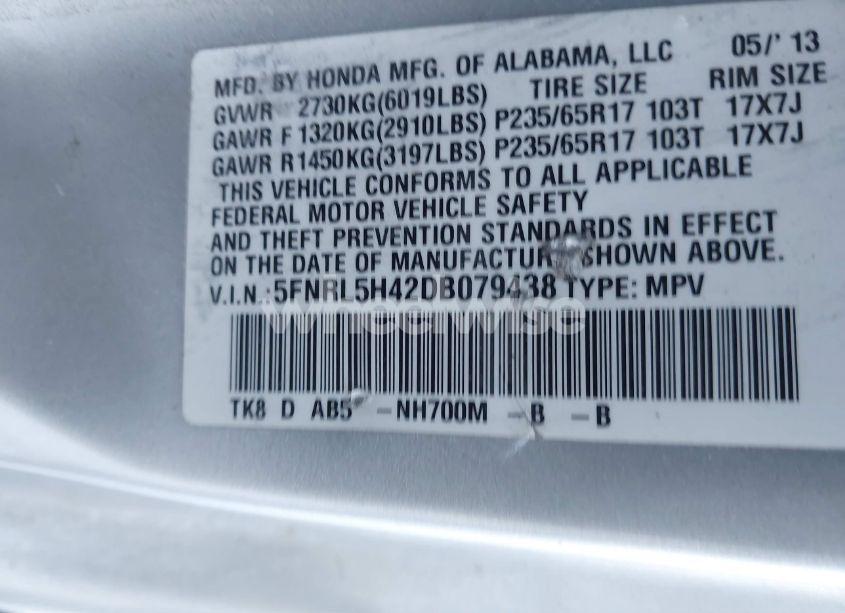 MFD. BY HONDA MFG. OF ALABAMA, LLC 05/' 13
GVWR 2730KG(6019LBS) TIRE SIZE RIM SIZE
GAWR F 1320KG(2910LBS) P235/65R17 103T 17X7J
GAWR R1450KG(3197LBS) P235/65R17 103T 17X7J
THIS VEHICLE CONFORMS TO ALL APPLICABLE
FEDERAL MOTOR VEHICLE SAFETY
AND THEFT PREVENTION STANDARDS IN EFFECT
ON THE DATE OF MANUFACTURE SHOWN ABOVE.
V.I.N.:5FNRL5H42DB079438 TYPE: MPV
Wheelwise
TK8 D AB5 -NH700M -B -B